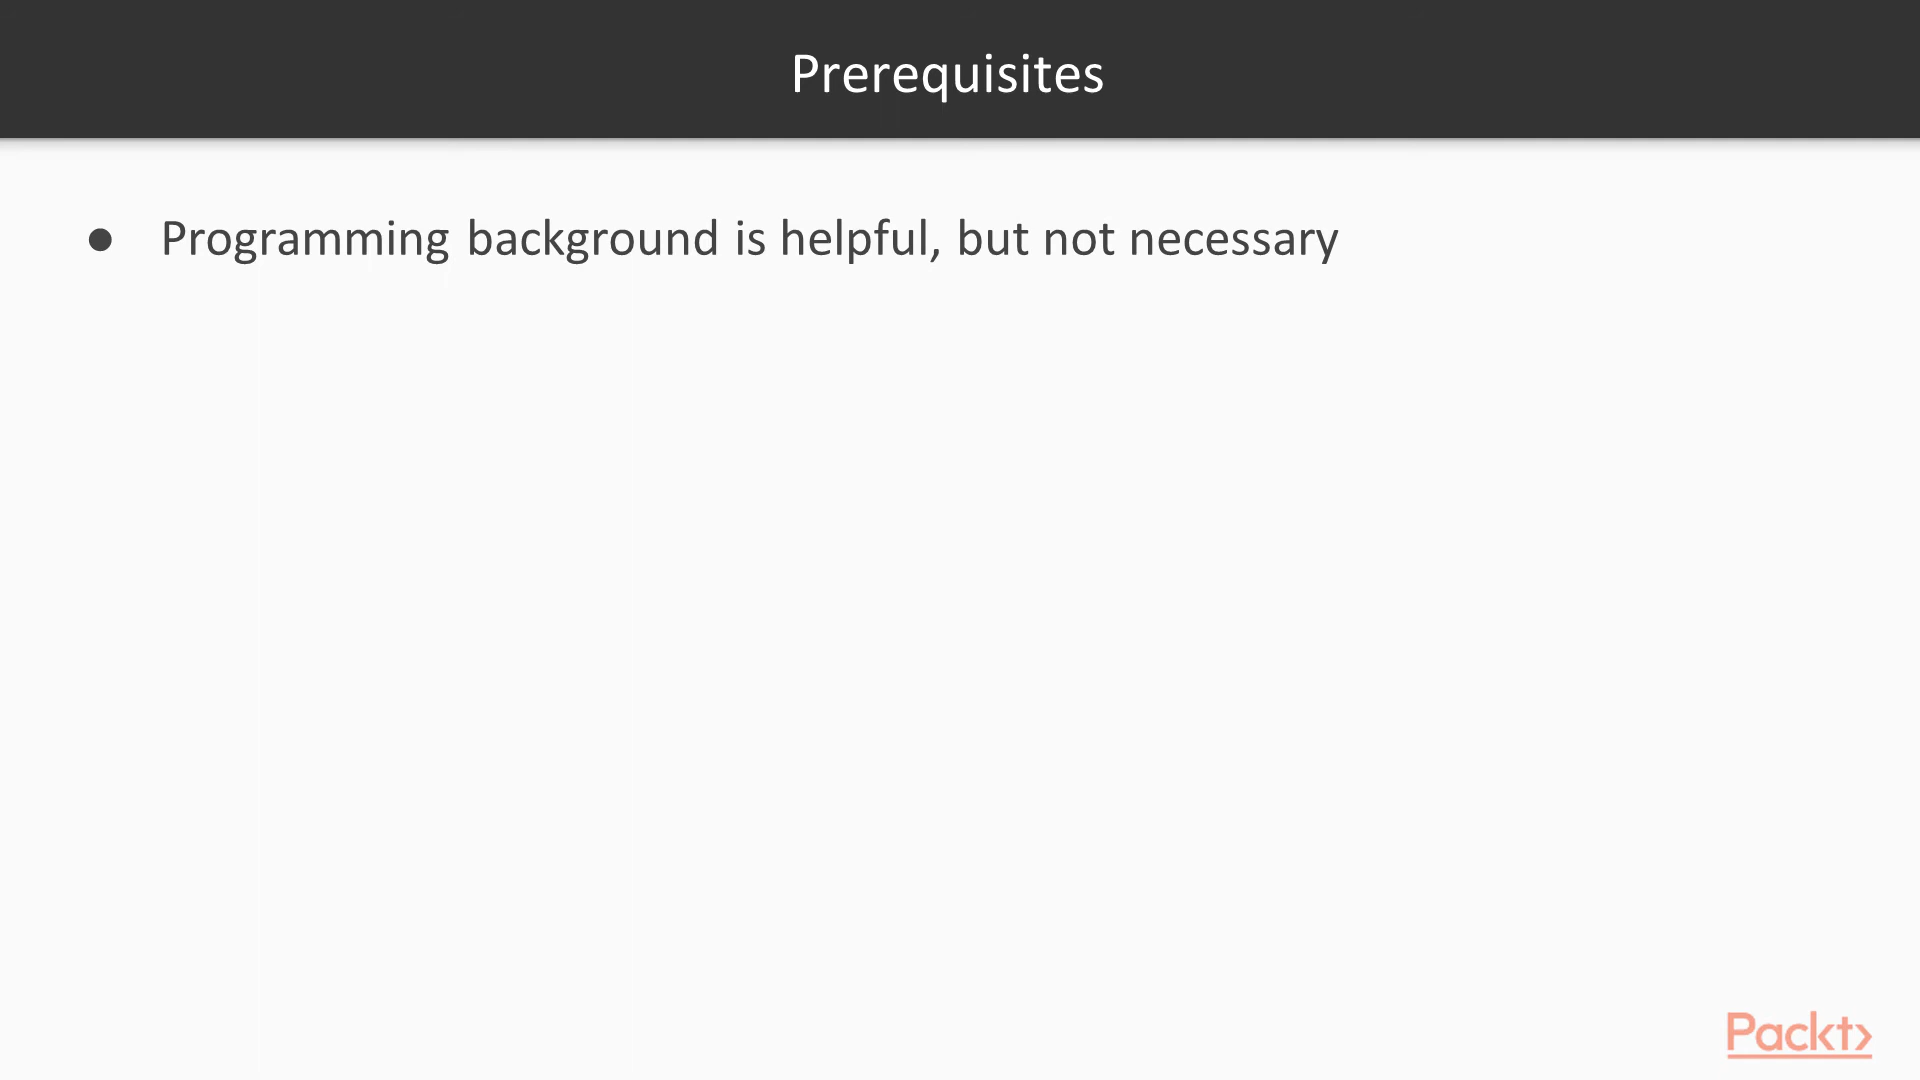 Prerequisites
● Programming background is helpful, but not necessary
Packt>